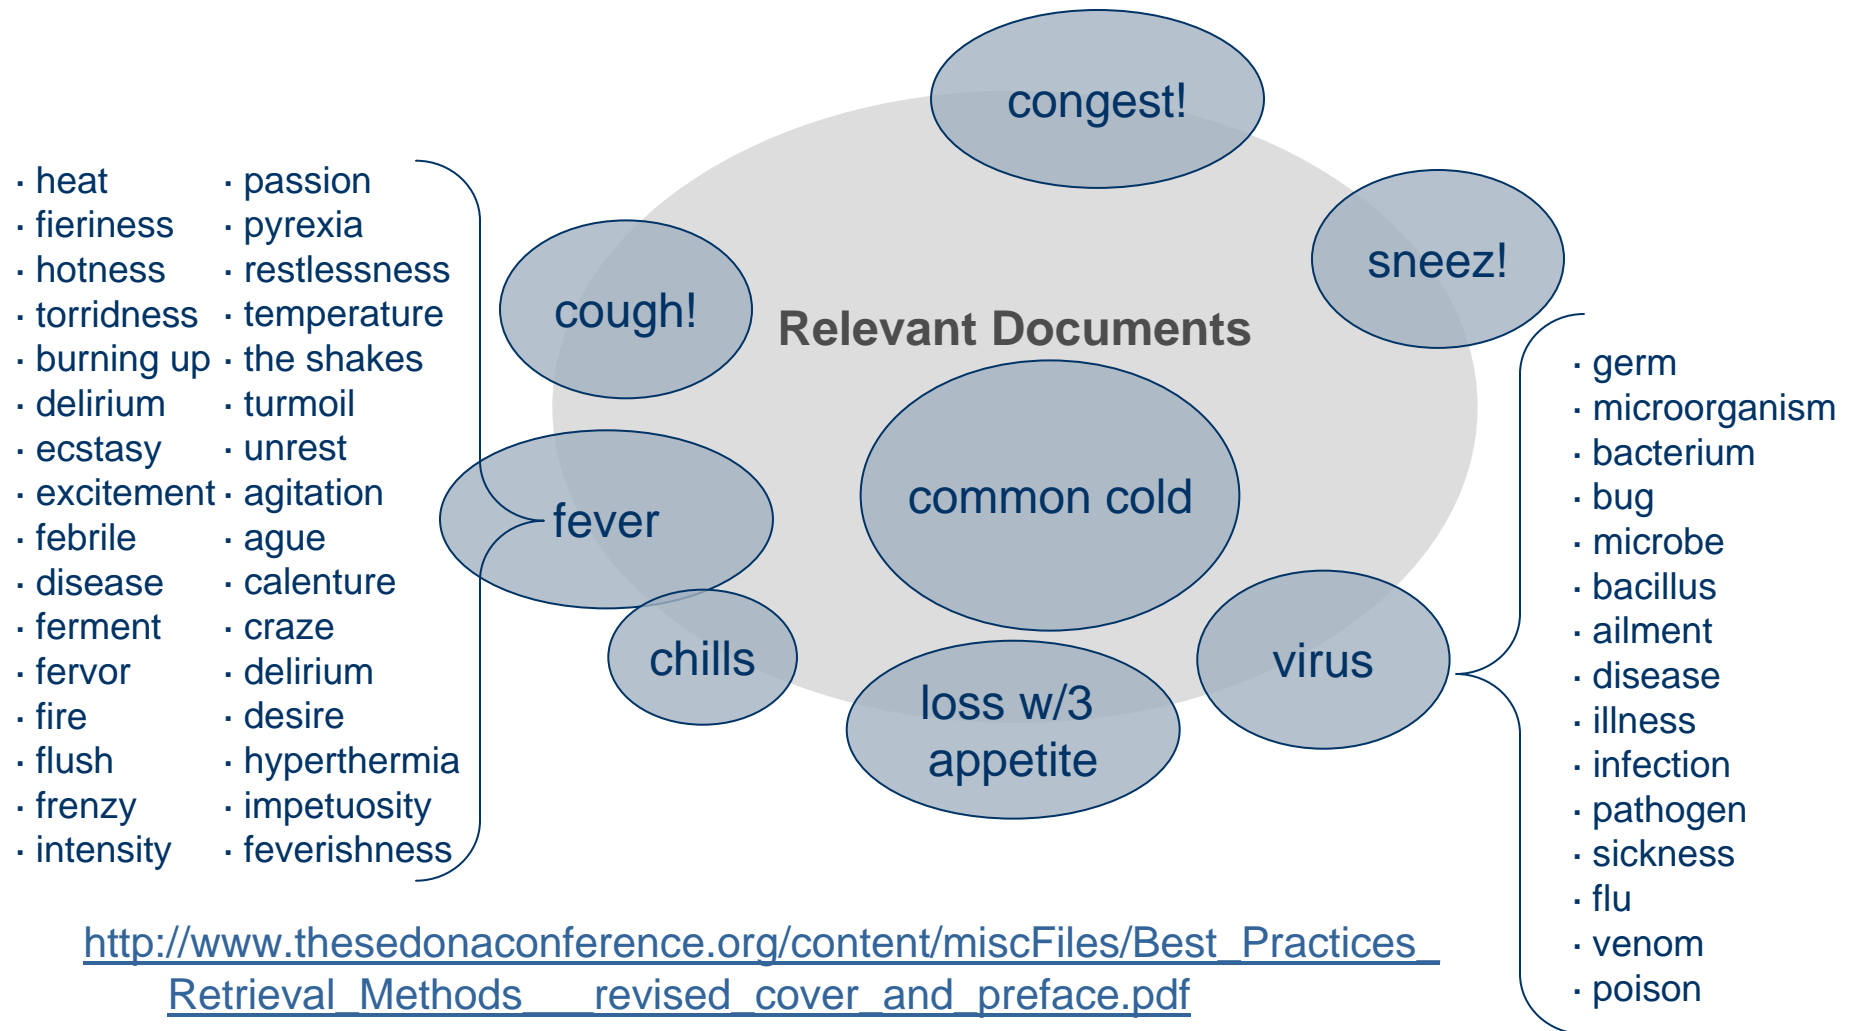 congest!
sneez!
cough!
Relevant Documents
common cold
fever
chills
loss w/3
appetite
virus
· heat
· fieriness
· hotness
· torridness
· burning up
· delirium
· ecstasy
· excitement
· febrile
· disease
· ferment
· fervor
· fire
· flush
· frenzy
· intensity
· passion
· pyrexia
· restlessness
· temperature
· the shakes
· turmoil
· unrest
· agitation
· ague
· calenture
· craze
· delirium
· desire
· hyperthermia
· impetuosity
· feverishness
· germ
· microorganism
· bacterium
· bug
· microbe
· bacillus
· ailment
· disease
· illness
· infection
· pathogen
· sickness
· flu
· venom
· poison
http://www.thesedonaconference.org/content/miscFiles/Best_Practices_
Retrieval_Methods___revised_cover_and_preface.pdf